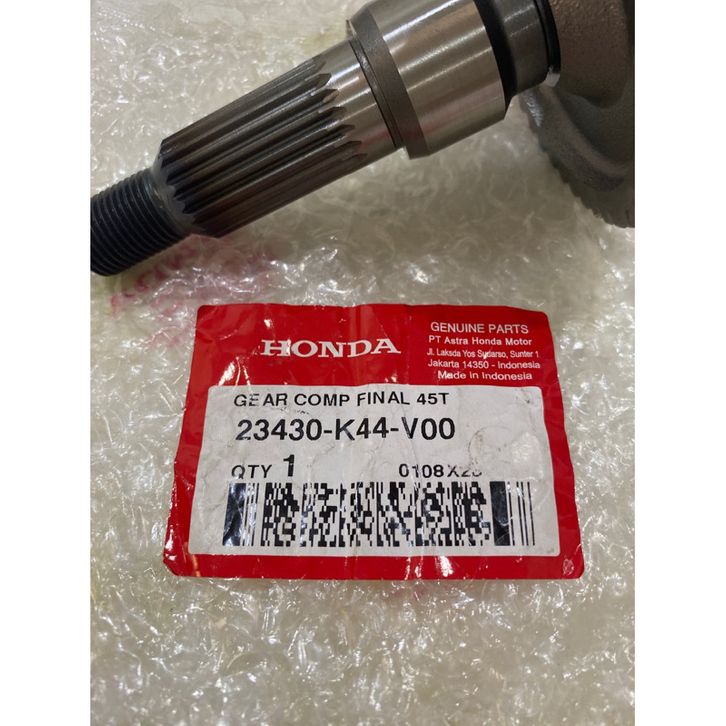 HONDA
GENUINE PARTS
PT Astra Honda Motor
Jl. Laksda Yos Sudarso, Sunter 1
Jakarta 14350 - Indonesia
Made in Indonesia
GEAR COMP FINAL 45T
23430-K44-V00
QTY 1